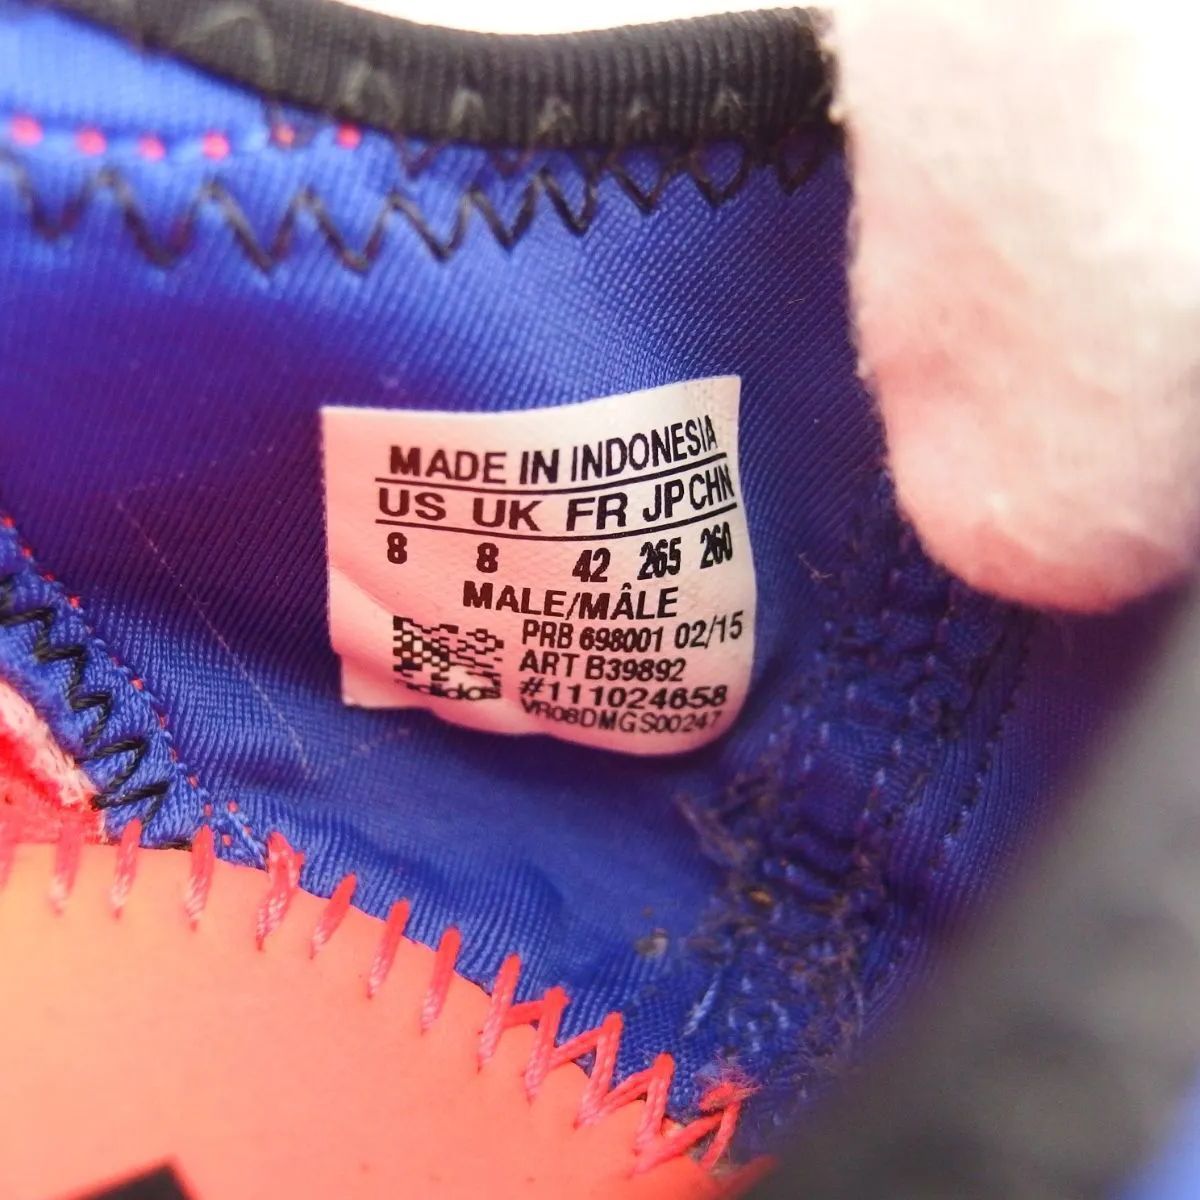 MADE IN INDONESIA
US UK FR JP CHN
8 8 42 265 260
MALE/MÂLE
PRB 698001 02/15
ART B39892
#111024658
VR08DMGS00247
adidas